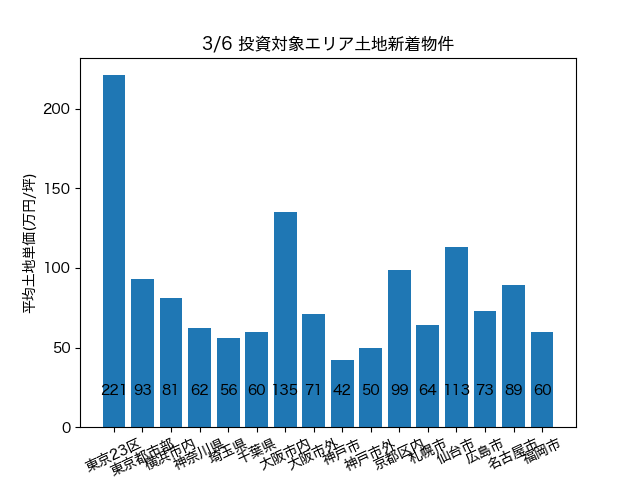 3/6 投資対象エリア土地新着物件
平均土地単価(万円/坪)
200
150
100
50
0
221 93 81 62 56 60 135 71 42 50 99 64 113 73 89 60
東京23区 東京都市部 横浜市内 神奈川県 埼玉県 千葉県 大阪市内 大阪市外 神戸市 神戸市外 京都区内 札幌市 仙台市 広島市 名古屋市 福岡市